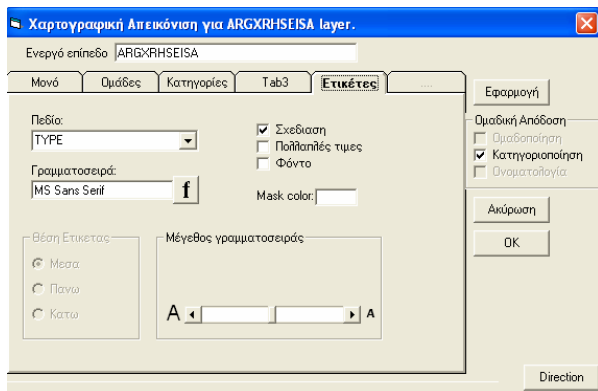 Χαρτογραφική Απεικόνιση για ARGXRHSEISA layer.
Ενεργό επίπεδο ARGXRHSEISA
Μονό Ομάδες Κατηγορίες Tab3 Ετικέτες ....
Εφαρμογή
Πεδίο:
TYPE
Σχεδιαση
Πολλαπλές τιμες
Φόντο
Γραμματοσειρά:
MS Sans Serif f
Mask color:
Ομαδική Απόδοση
Ομαδοποίηση
Κατηγοριοποίηση
Ονοματολογία
Ακύρωση
OK
Θέση Ετικετας
Μεσα
Πανω
Κατω
Μέγεθος γραμματοσειράς
A A
Direction